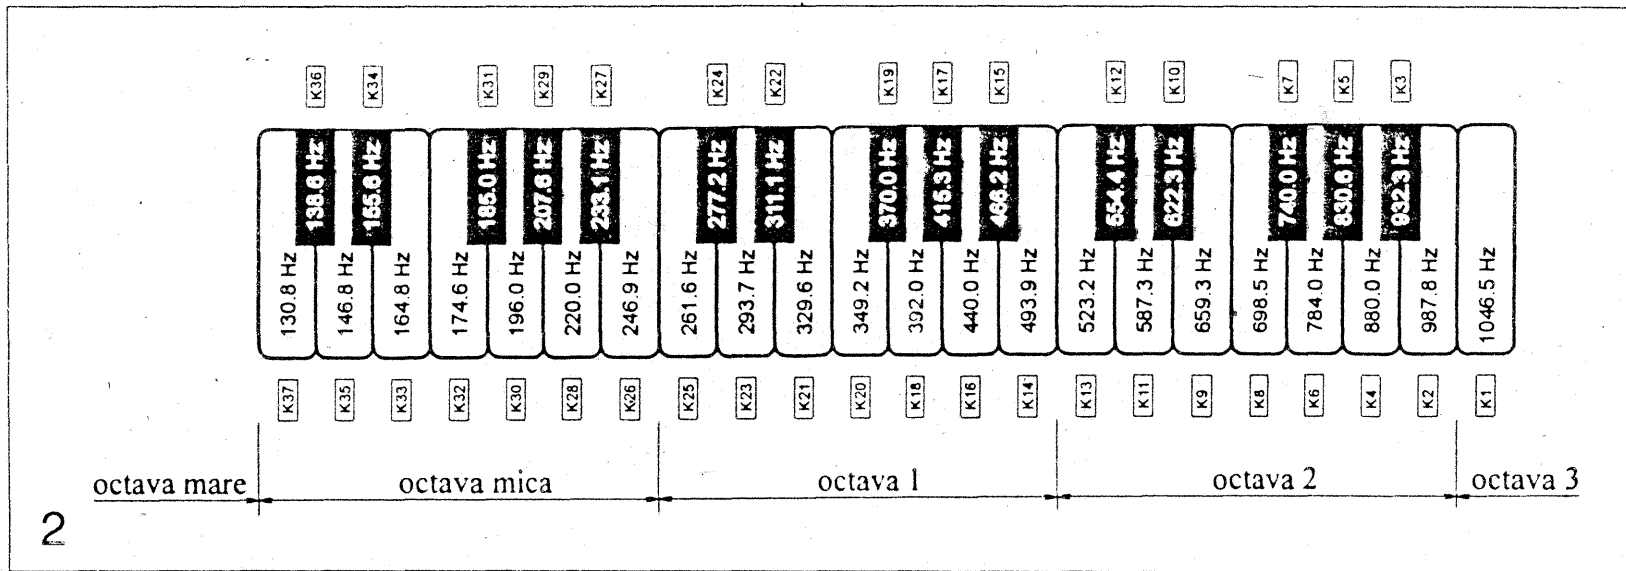 K36 K34 K31 K29 K27 K24 K22 K19 K17 K15 K12 K10 K7 K5 K3
138.6 Hz 155.6 Hz 185.0 Hz 207.6 Hz 233.1 Hz 277.2 Hz 311.1 Hz 370.0 Hz 415.3 Hz 466.2 Hz 554.4 Hz 622.3 Hz 740.0 Hz 830.6 Hz 932.3 Hz
130.8 Hz 146.8 Hz 164.8 Hz 174.6 Hz 196.0 Hz 220.0 Hz 246.9 Hz 261.6 Hz 293.7 Hz 329.6 Hz 349.2 Hz 392.0 Hz 440.0 Hz 493.9 Hz 523.2 Hz 587.3 Hz 659.3 Hz 698.5 Hz 784.0 Hz 880.0 Hz 987.8 Hz 1046.5 Hz
K37 K35 K33 K32 K30 K28 K26 K25 K23 K21 K20 K18 K16 K14 K13 K11 K9 K8 K6 K4 K2 K1
octava mare octava mica octava 1 octava 2 octava 3
2